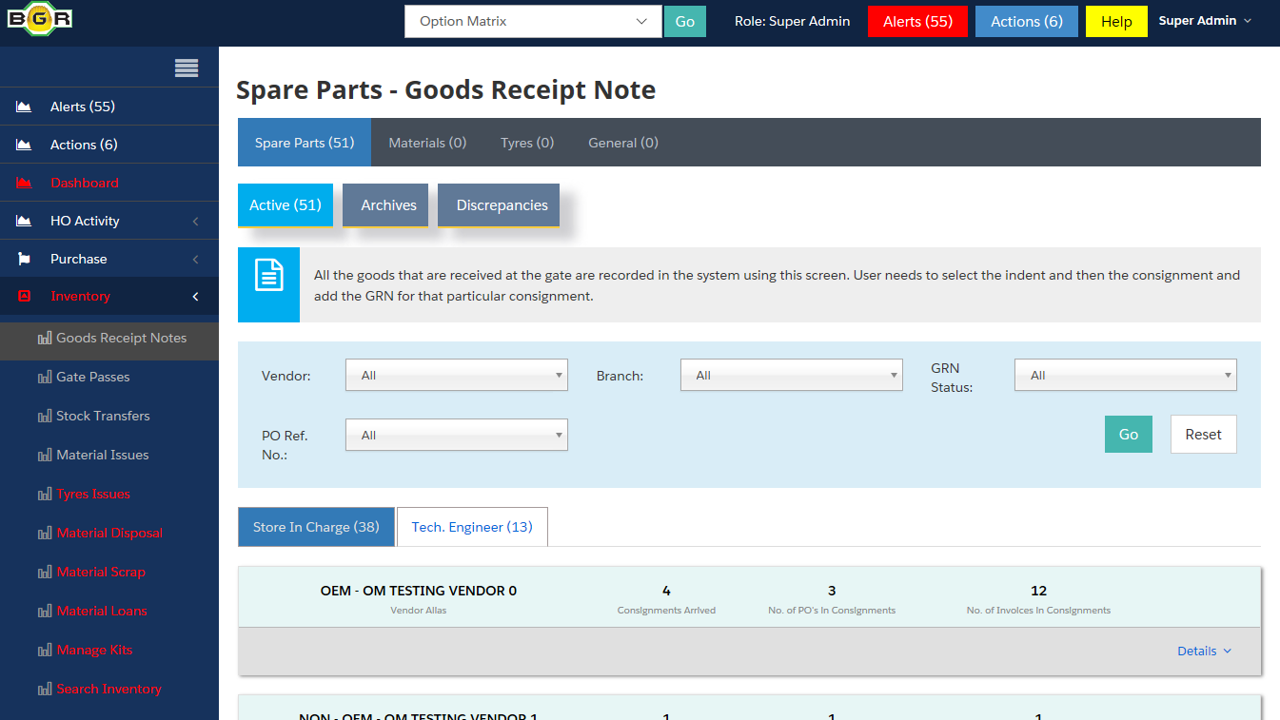 BGR
Option Matrix
Go
Role: Super Admin
Alerts (55)
Actions (6)
Help
Super Admin
Alerts (55)
Actions (6)
Dashboard
HO Activity
Purchase
Inventory
Goods Receipt Notes
Gate Passes
Stock Transfers
Material Issues
Tyres Issues
Material Disposal
Material Scrap
Material Loans
Manage Kits
Search Inventory
Spare Parts - Goods Receipt Note
Spare Parts (51)
Materials (0)
Tyres (0)
General (0)
Active (51)
Archives
Discrepancies
All the goods that are received at the gate are recorded in the system using this screen. User needs to select the indent and then the consignment and
add the GRN for that particular consignment.
Vendor:
All
Branch:
All
GRN
Status:
All
PO Ref.
No.:
All
Go
Reset
Store In Charge (38)
Tech. Engineer (13)
OEM - OM TESTING VENDOR 0
Vendor Alias
4
Consignments Arrived
3
No. of PO's In Consignments
12
No. of Invoices In Consignments
Details
NON - OEM - OM TESTING VENDOR 1
1
1
1